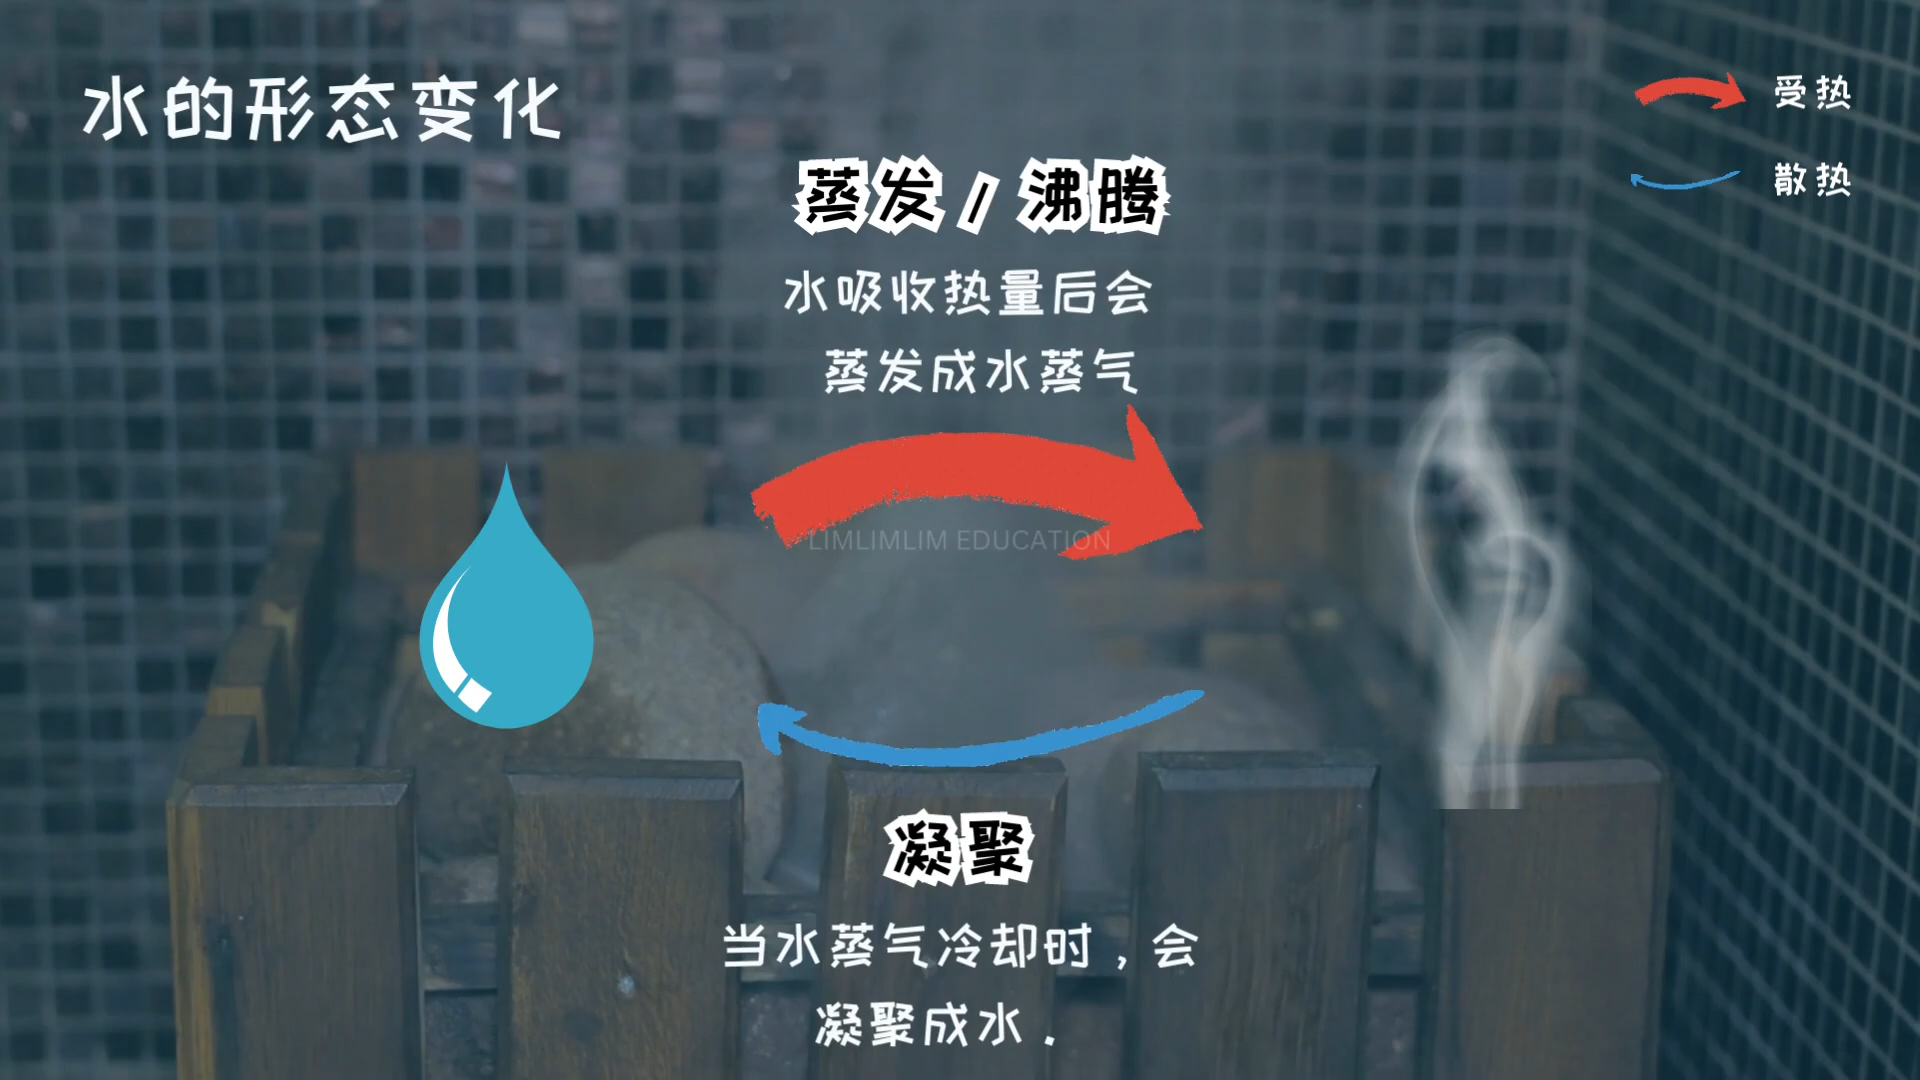 水的形态变化
受热
散热
蒸发 / 沸腾
水吸收热量后会
蒸发成水蒸气
LIMLIMLIM EDUCATION
凝聚
当水蒸气冷却时，会
凝聚成水．